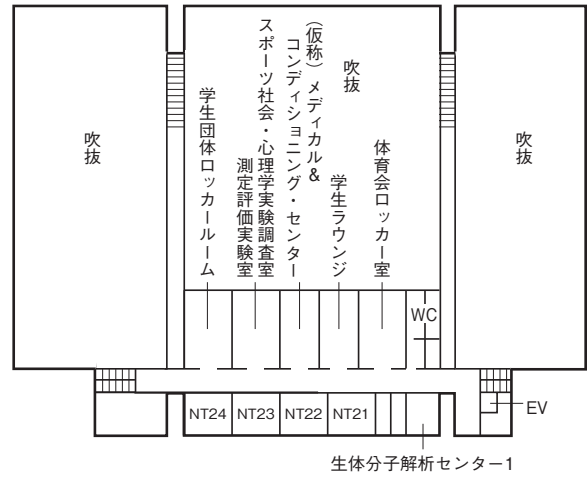 吹抜
学生団体ロッカールーム
スポーツ社会・心理学実験調査室
測定評価実験室
(仮称)メディカル&
コンディショニング・センター
吹抜
学生ラウンジ
体育会ロッカー室
吹抜
WC
NT24
NT23
NT22
NT21
EV
生体分子解析センター1